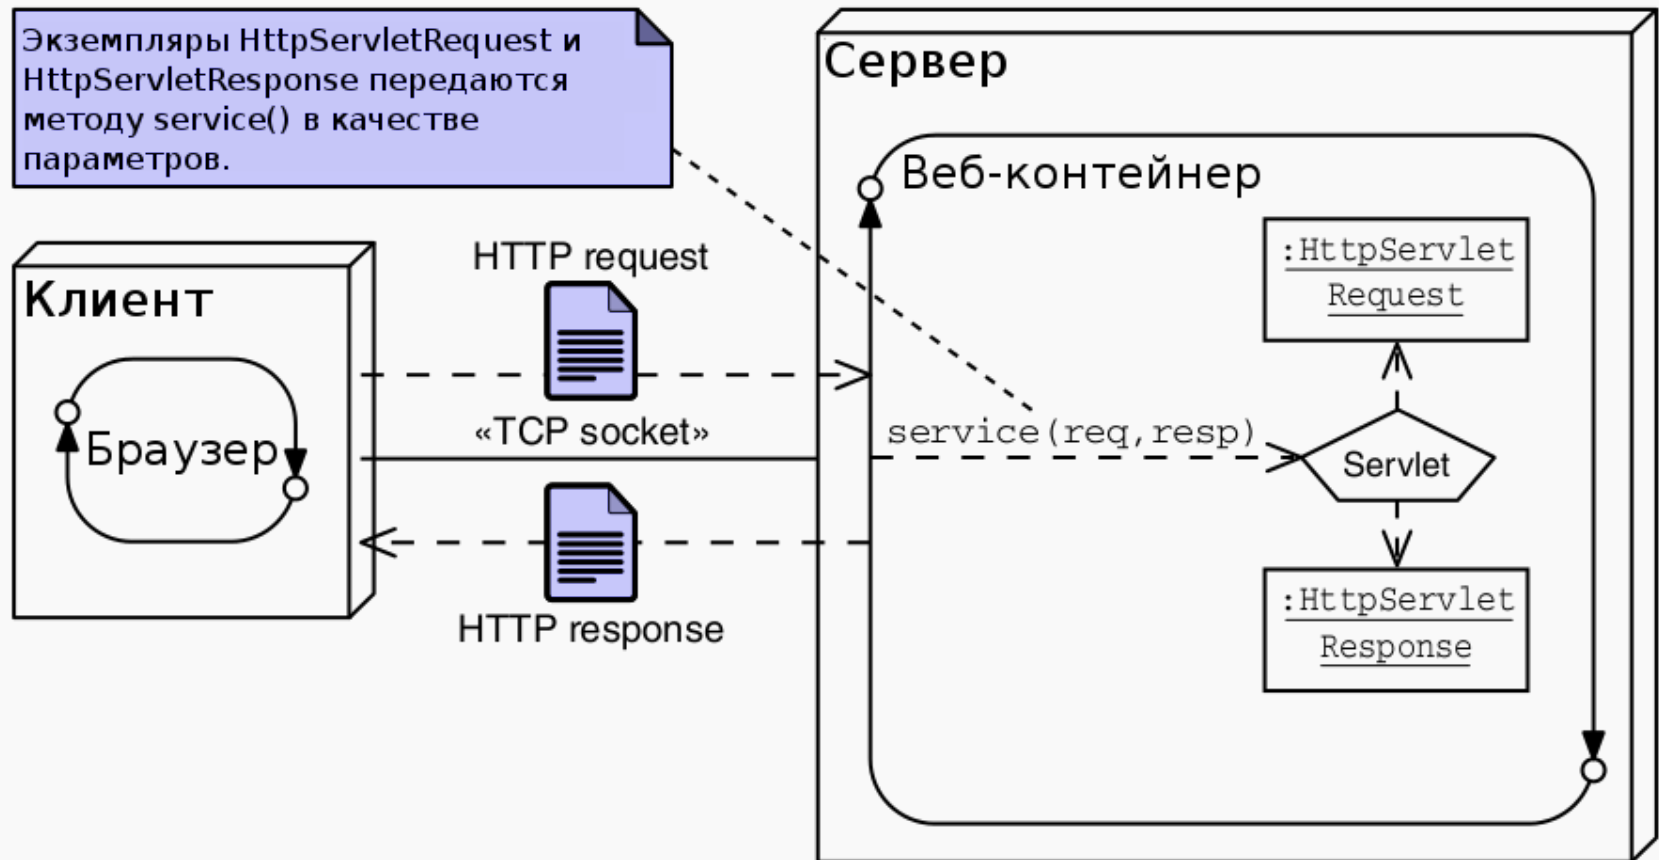 Экземпляры HttpServletRequest и
HttpServletResponse передаются
методу service() в качестве
параметров.
Сервер
Веб-контейнер
:HttpServlet
Request
HTTP request
Клиент
«TCP socket»
service(req,resp)
Браузер
Servlet
:HttpServlet
Response
HTTP response